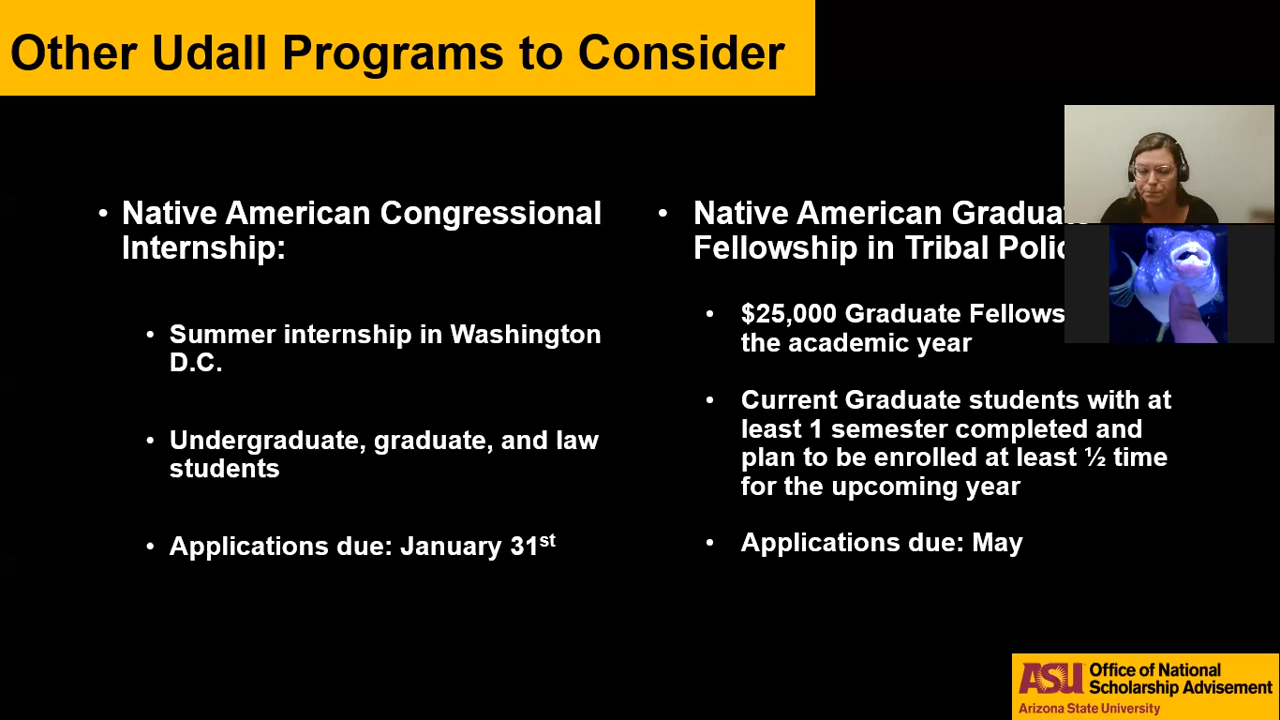 Other Udall Programs to Consider
• Native American Congressional
Internship:
• Summer internship in Washington
D.C.
• Undergraduate, graduate, and law
students
• Applications due: January 31st
• Native American
Fellowship in Tribal
• $25,000 Graduate
the academic year
• Current Graduate students with at
least 1 semester completed and
plan to be enrolled at least ½ time
for the upcoming year
• Applications due: May
ASU Office of National
Scholarship Advisement
Arizona State University